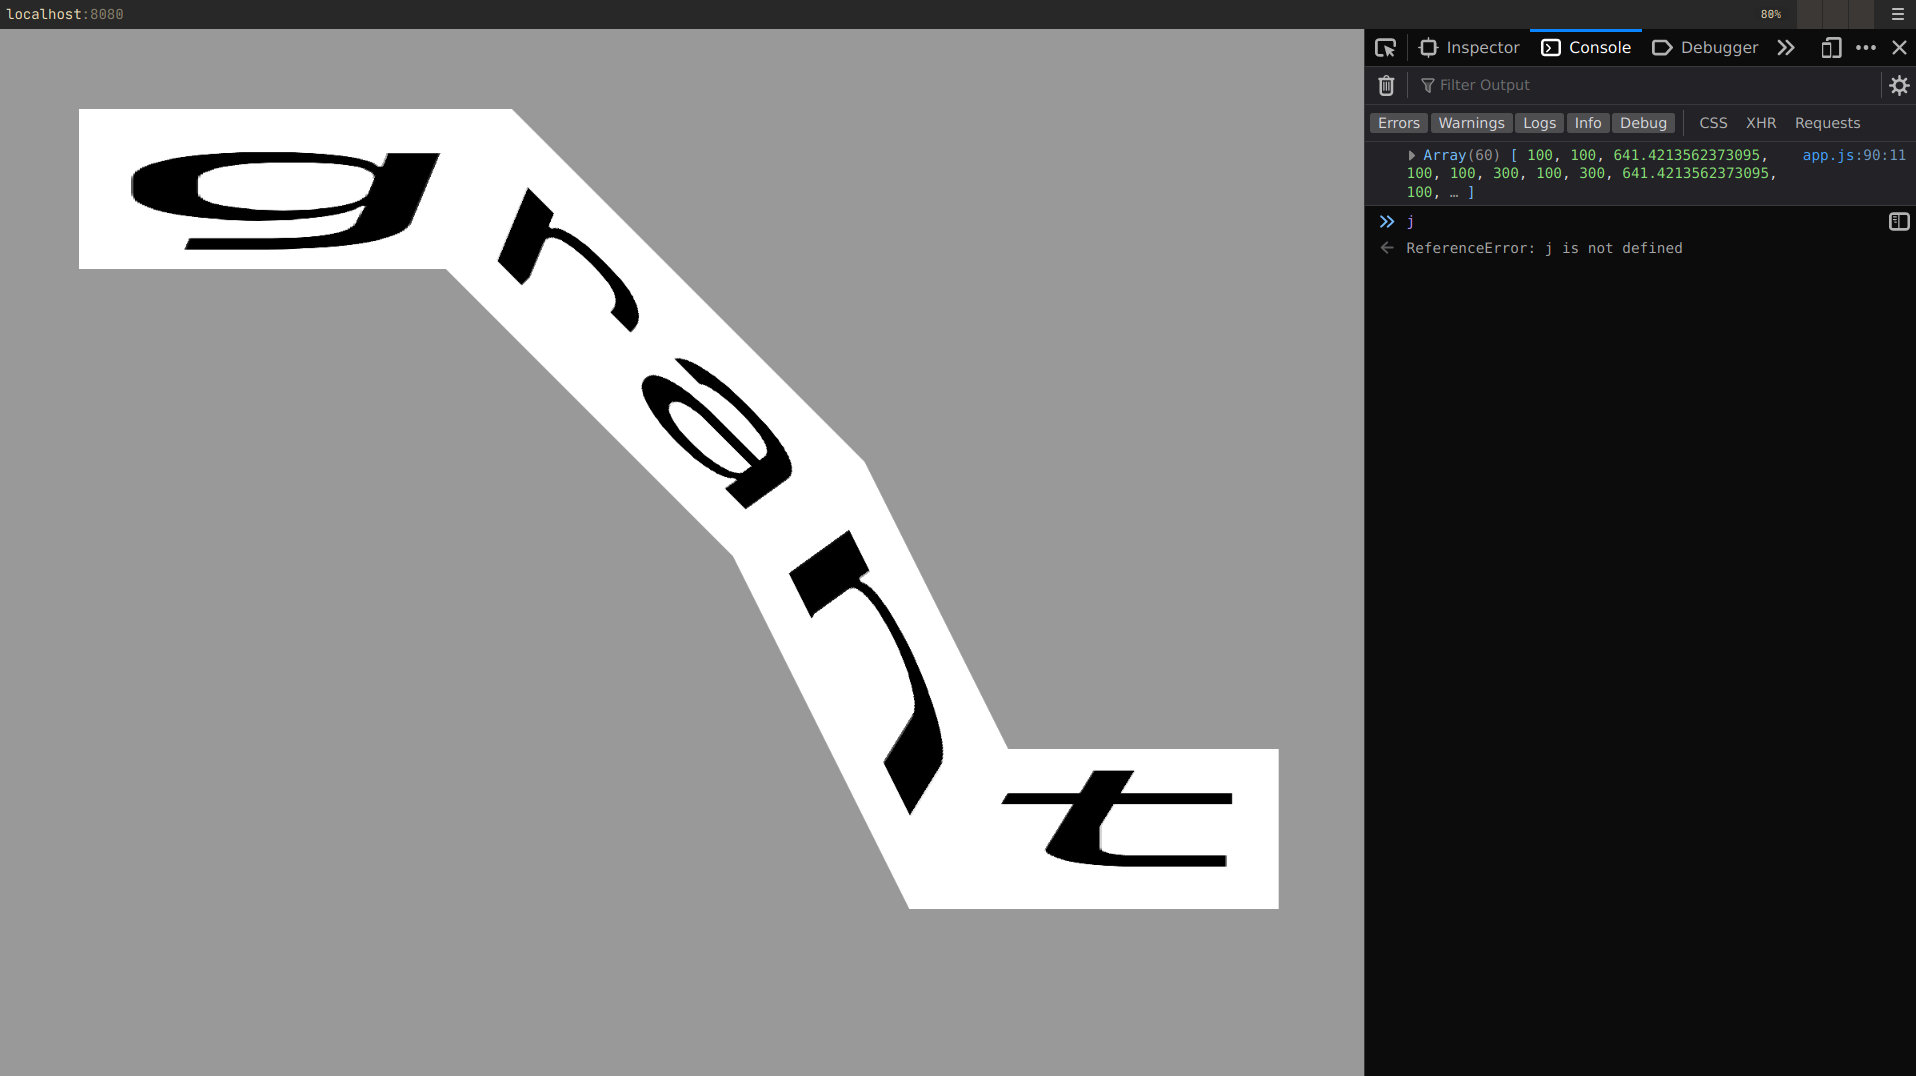 localhost:8080
80%
Inspector
Console
Debugger
Filter Output
Errors
Warnings
Logs
Info
Debug
CSS
XHR
Requests
Array(60) [ 100, 100, 641.4213562373095, app.js:90:11
100, 100, 300, 100, 300, 641.4213562373095,
100, … ]
j
ReferenceError: j is not defined
grant